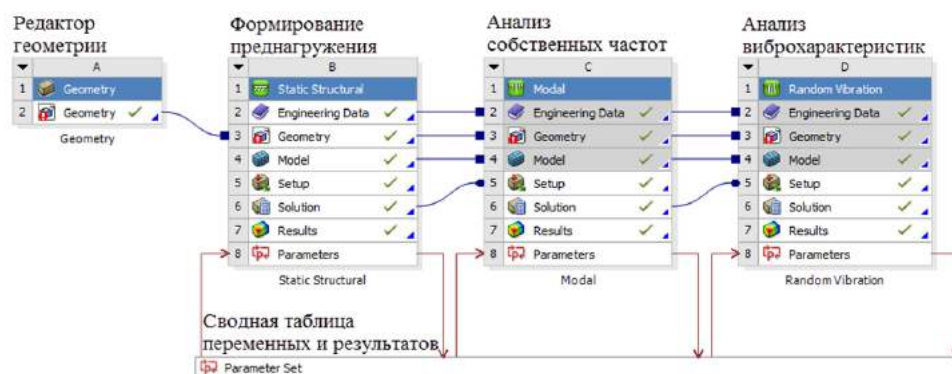 Редактор
геометрии
Формирование
преднагружения
Анализ
собственных частот
Анализ
виброхарактеристик
A
1 Geometry
2 Geometry
Geometry
B
1 Static Structural
2 Engineering Data
3 Geometry
4 Model
5 Setup
6 Solution
7 Results
8 Parameters
Static Structural
C
1 Modal
2 Engineering Data
3 Geometry
4 Model
5 Setup
6 Solution
7 Results
8 Parameters
Modal
D
1 Random Vibration
2 Engineering Data
3 Geometry
4 Model
5 Setup
6 Solution
7 Results
8 Parameters
Random Vibration
Сводная таблица
переменных и результатов
Parameter Set